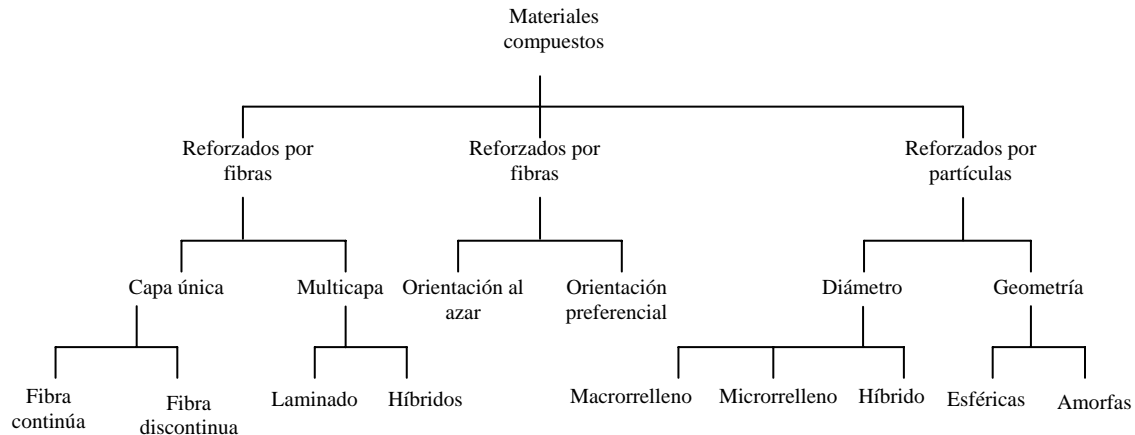 Materiales
compuestos
Reforzados por
fibras
Reforzados por
fibras
Reforzados por
partículas
Capa única
Multicapa
Orientación al
azar
Orientación
preferencial
Diámetro
Geometría
Fibra
continúa
Fibra
discontinua
Laminado
Híbridos
Macrorrelleno
Microrrelleno
Híbrido
Esféricas
Amorfas